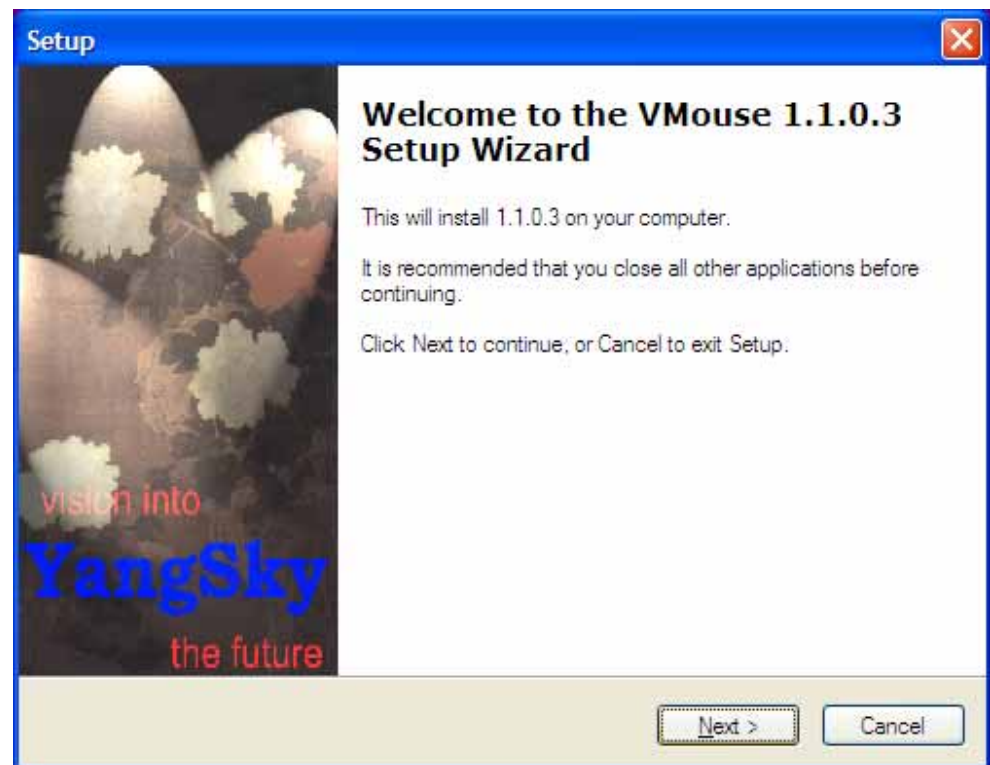 Setup
Welcome to the VMouse 1.1.0.3
Setup Wizard
This will install 1.1.0.3 on your computer.
It is recommended that you close all other applications before
continuing.
Click Next to continue, or Cancel to exit Setup.
vision into
YangSky
the future
Next >
Cancel